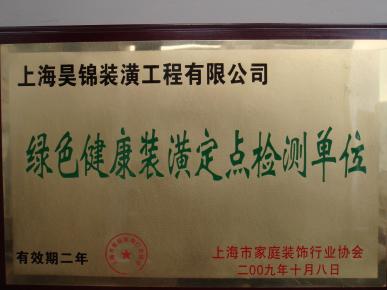 上海昊锦装潢工程有限公司
绿色健康装潢定点检测单位
有效期二年
上海市家庭装饰行业协会
二00九年十月八日